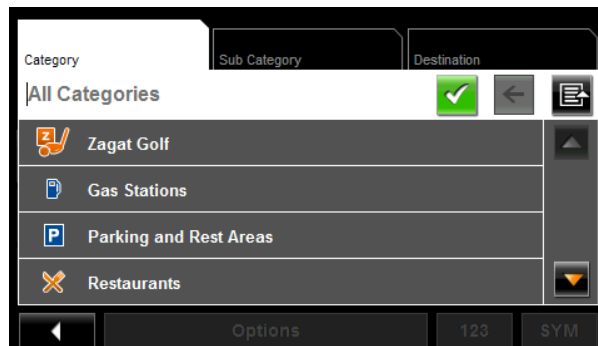 Category
Sub Category
Destination
All Categories
Z
Zagat Golf
Gas Stations
P
Parking and Rest Areas
Restaurants
Options
123
SYM